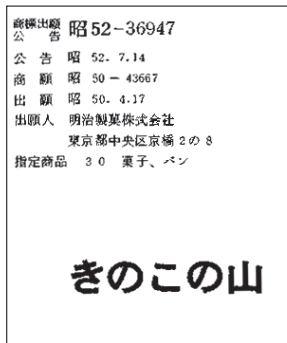 商標出願
公告 昭52-36947
公告 昭 52. 7.14
商願 昭 50－43667
出願 昭 50. 4.17
出願人 明治製菓株式会社
東京都中央区京橋2の8
指定商品 30 菓子、パン
きのこの山